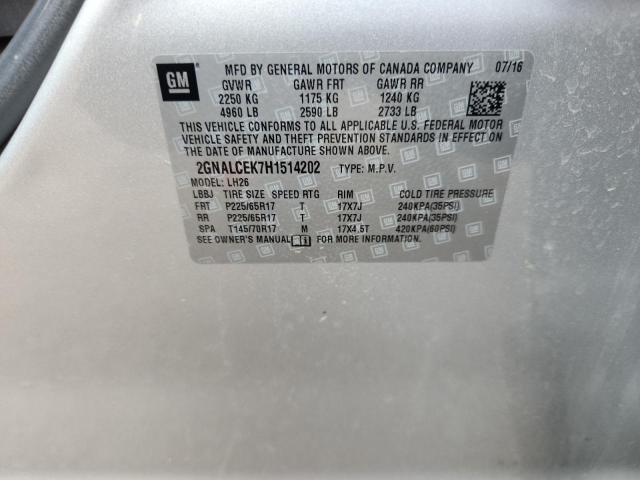 GM
MFD BY GENERAL MOTORS OF CANADA COMPANY 07/16
GVWR GAWR FRT GAWR RR
2250 KG 1175 KG 1240 KG
4960 LB 2590 LB 2733 LB
THIS VEHICLE CONFORMS TO ALL APPLICABLE U.S. FEDERAL MOTOR
VEHICLE SAFETY AND THEFT PREVENTION STANDARDS IN EFFECT ON
THE DATE OF MANUFACTURE SHOWN ABOVE.
2GNALCEK7H1514202 TYPE: M.P.V.
MODEL: LH26
LBBJ TIRE SIZE SPEED RTG RIM COLD TIRE PRESSURE
FRT P225/65R17 T 17X7J 240KPA(35PSI)
RR P225/65R17 T 17X7J 240KPA(35PSI)
SPA T145/70R17 M 17X4.5T 420KPA(60PSI)
SEE OWNER'S MANUAL FOR MORE INFORMATION.